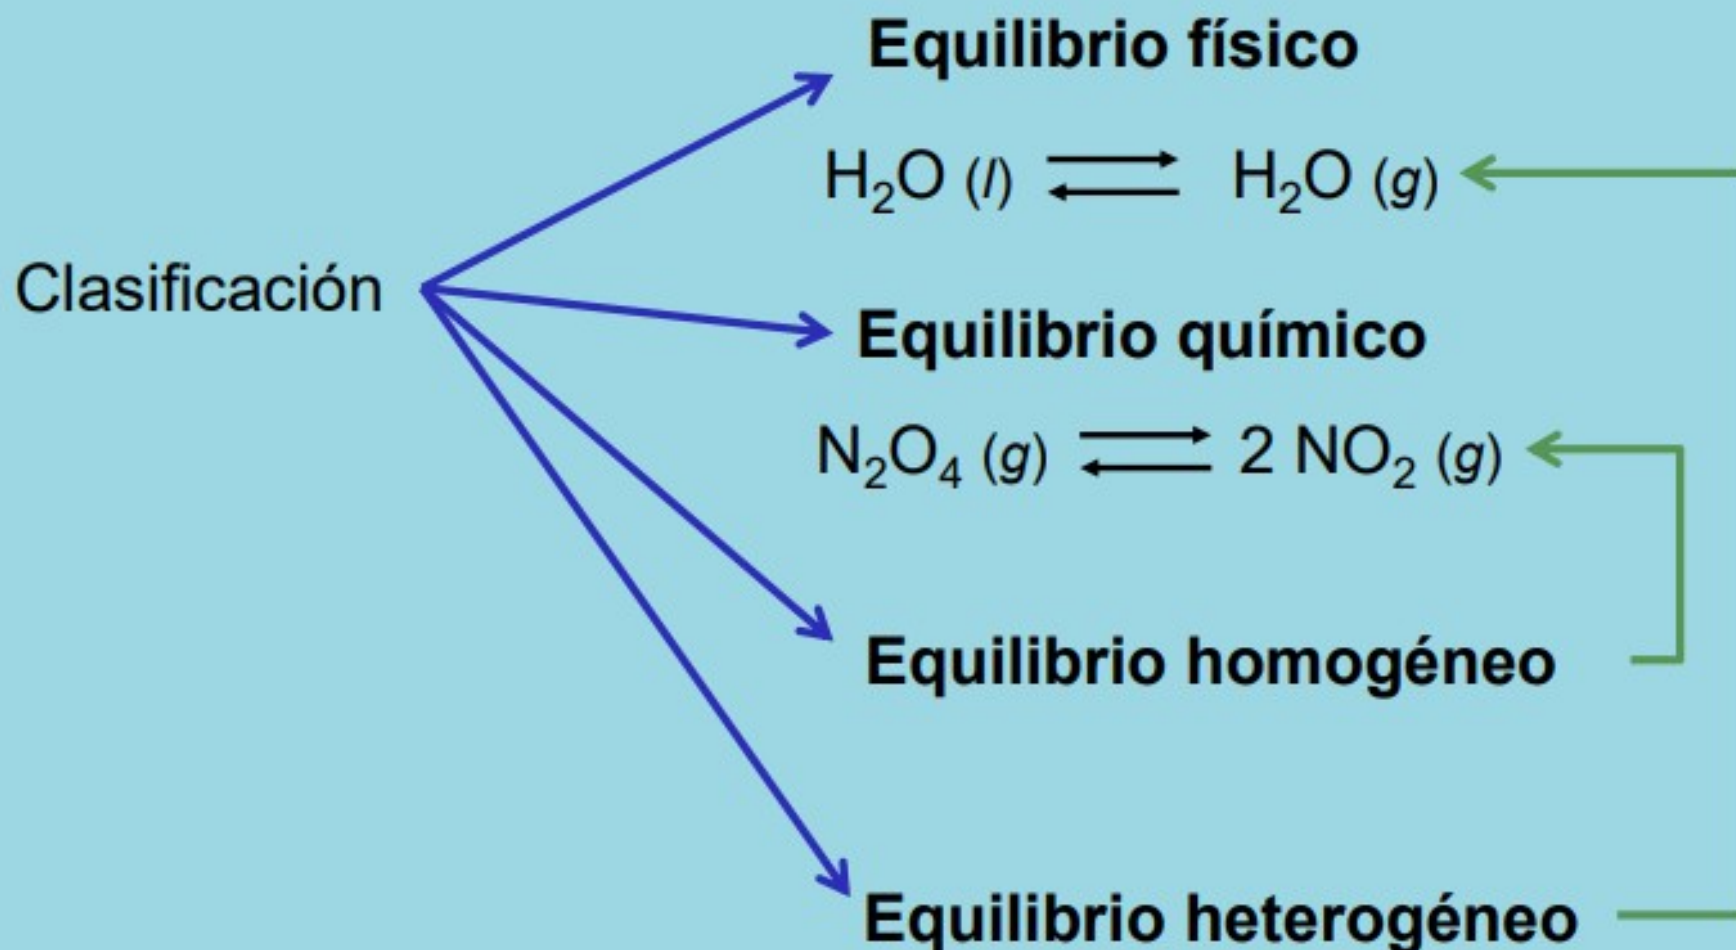 Equilibrio físico
H₂O (l) ⇌ H₂O (g)
Clasificación
Equilibrio químico
N₂O₄ (g) ⇌ 2 NO₂ (g)
Equilibrio homogéneo
Equilibrio heterogéneo